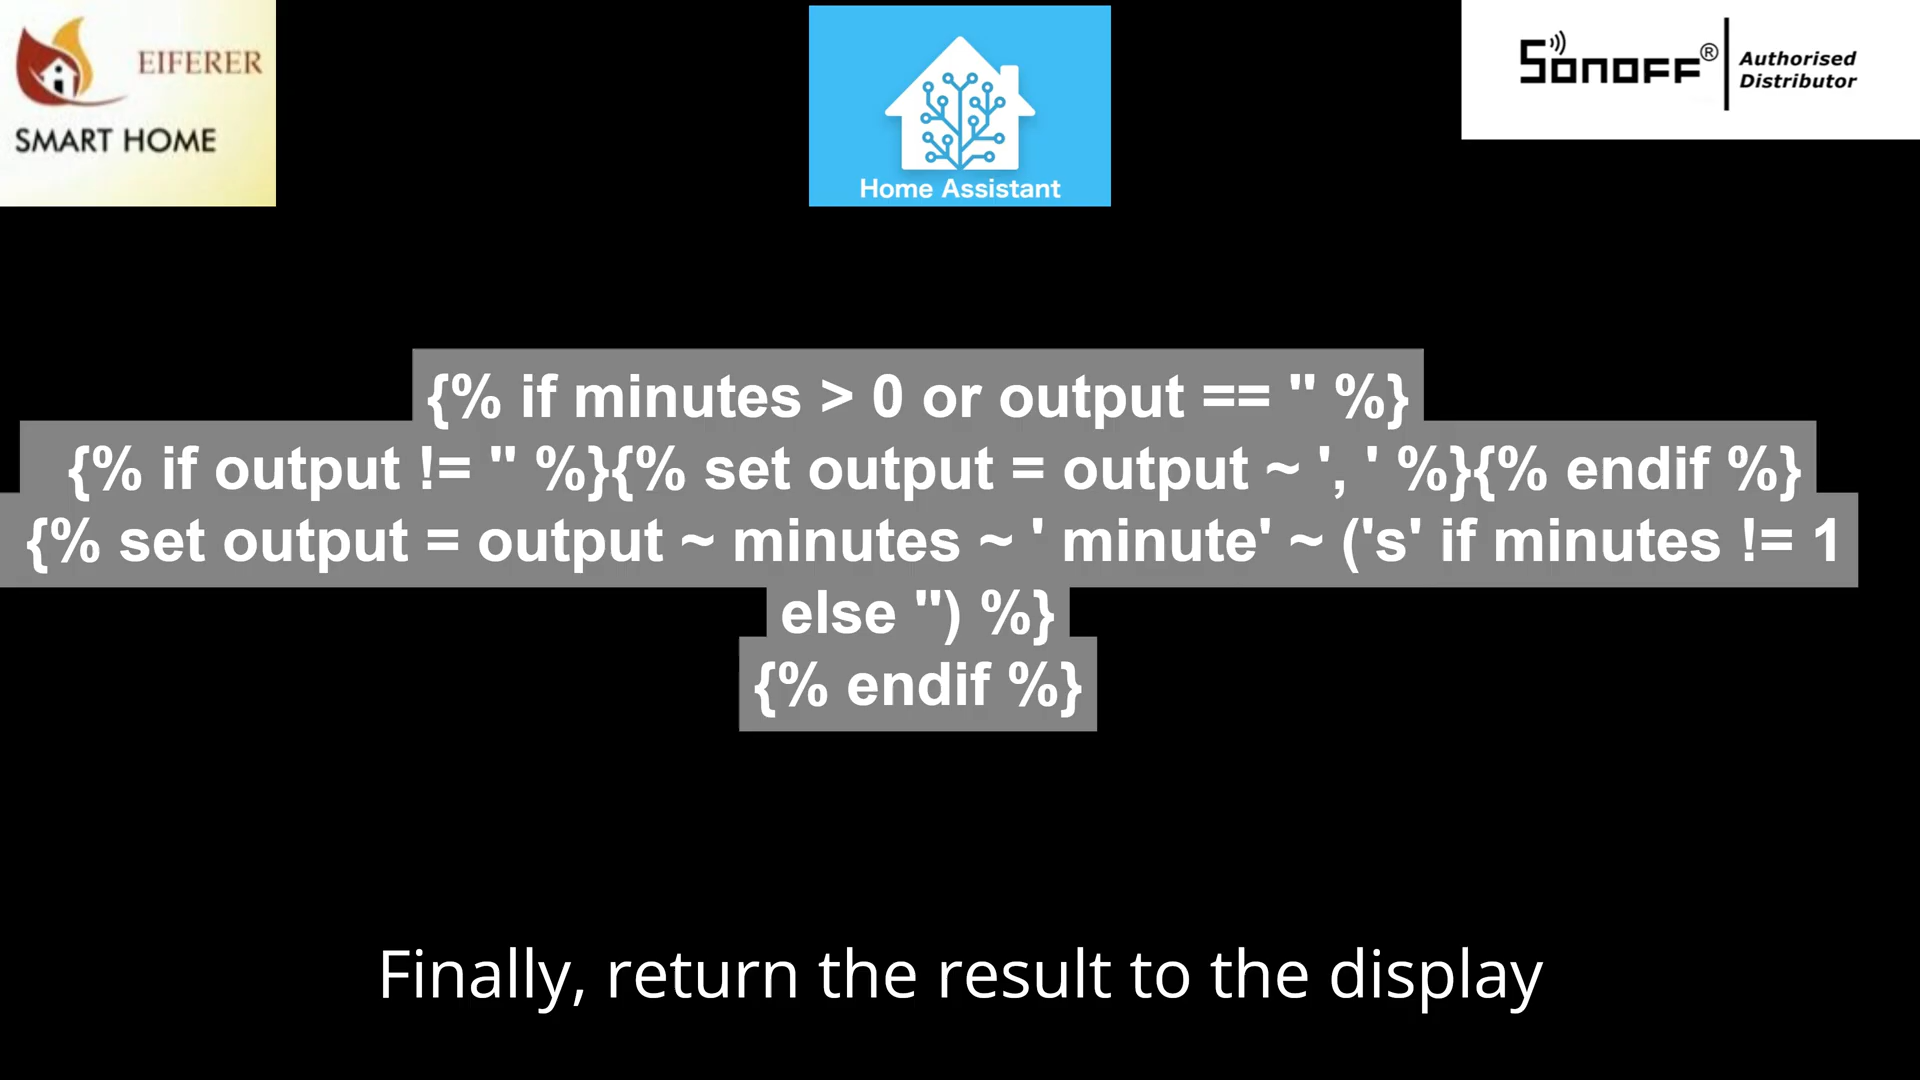 EIFERER
SMART HOME
Home Assistant
SONOFF® Authorised
Distributor
{% if minutes > 0 or output == '' %}
{% if output != '' %}{% set output = output ~ ', ' %}{% endif %}
{% set output = output ~ minutes ~ ' minute' ~ ('s' if minutes != 1
else '') %}
{% endif %}
Finally, return the result to the display